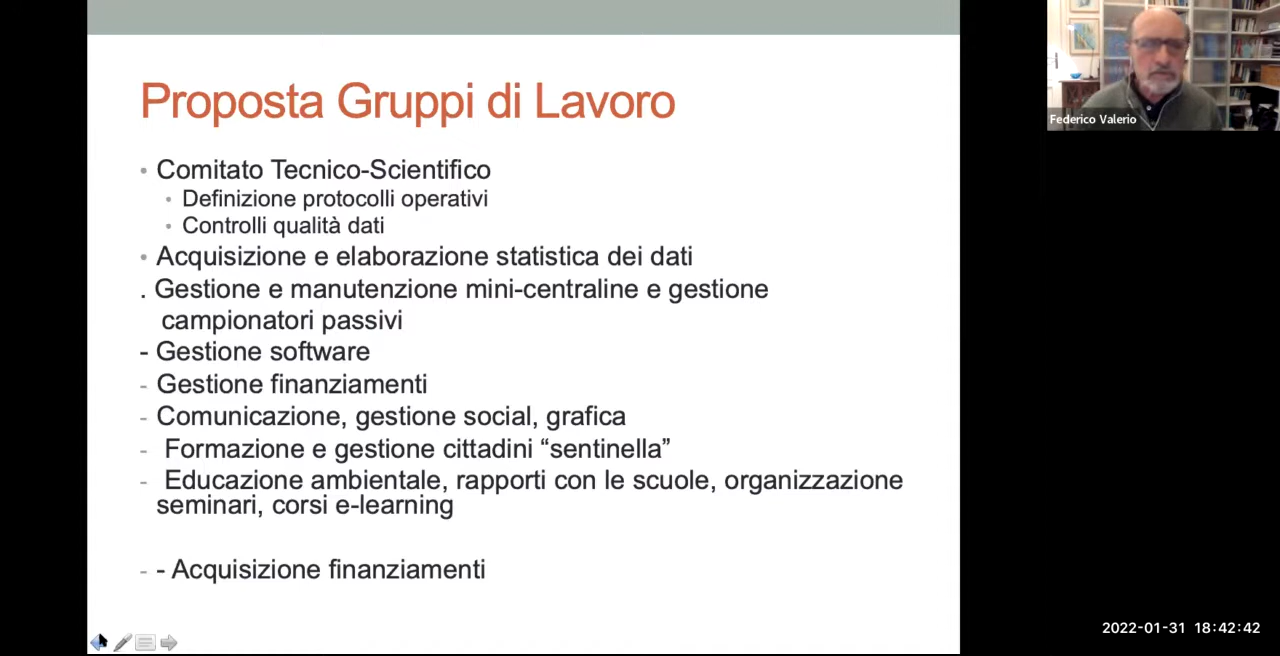 Proposta Gruppi di Lavoro
• Comitato Tecnico-Scientifico
• Definizione protocolli operativi
• Controlli qualità dati
• Acquisizione e elaborazione statistica dei dati
. Gestione e manutenzione mini-centraline e gestione
campionatori passivi
- Gestione software
- Gestione finanziamenti
- Comunicazione, gestione social, grafica
- Formazione e gestione cittadini “sentinella”
- Educazione ambientale, rapporti con le scuole, organizzazione
seminari, corsi e-learning
- - Acquisizione finanziamenti
Federico Valerio
2022-01-31 18:42:42